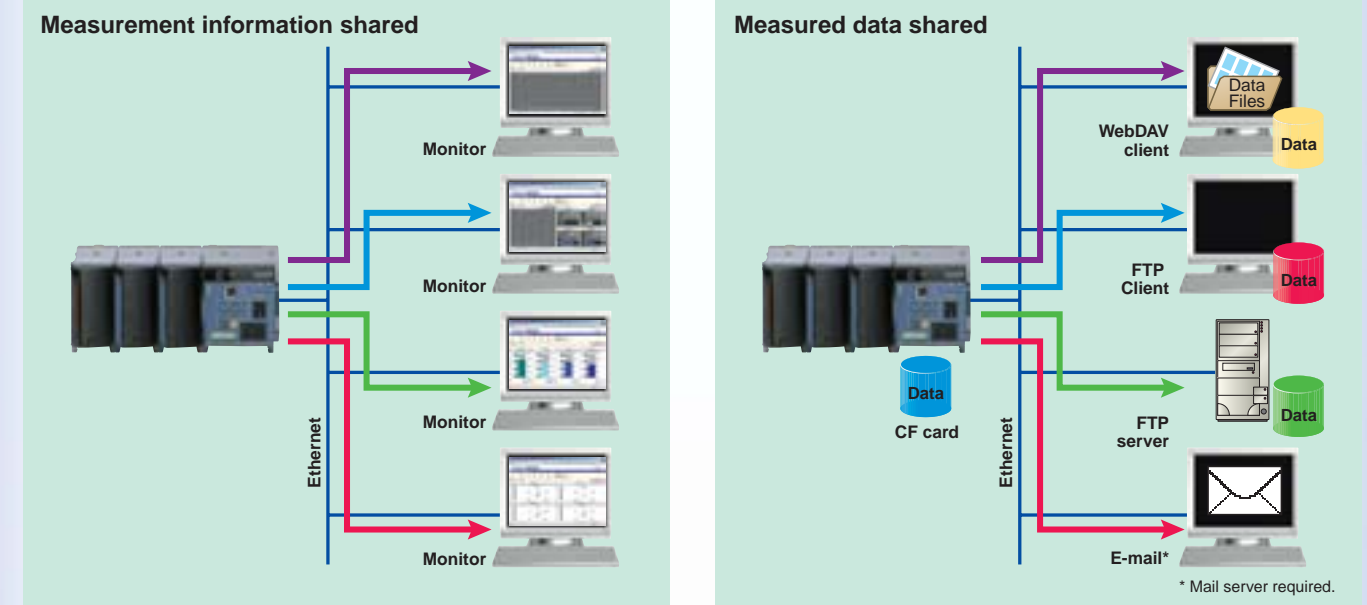 Measurement information shared
Monitor
Monitor
Monitor
Monitor
Ethernet
Measured data shared
Data
Files
WebDAV
client
Data
FTP
Client
Data
Data
CF card
FTP
server
Data
Ethernet
E-mail*
* Mail server required.